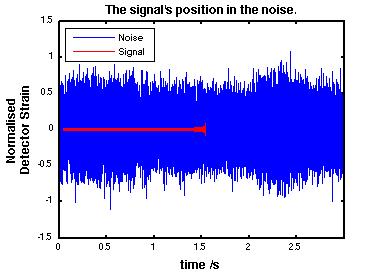 The signal's position in the noise.
1.5
Noise
Signal
1
0.5
0
-0.5
-1
-1.5
Normalised
Detector Strain
0 0.5 1 1.5 2 2.5
time /s